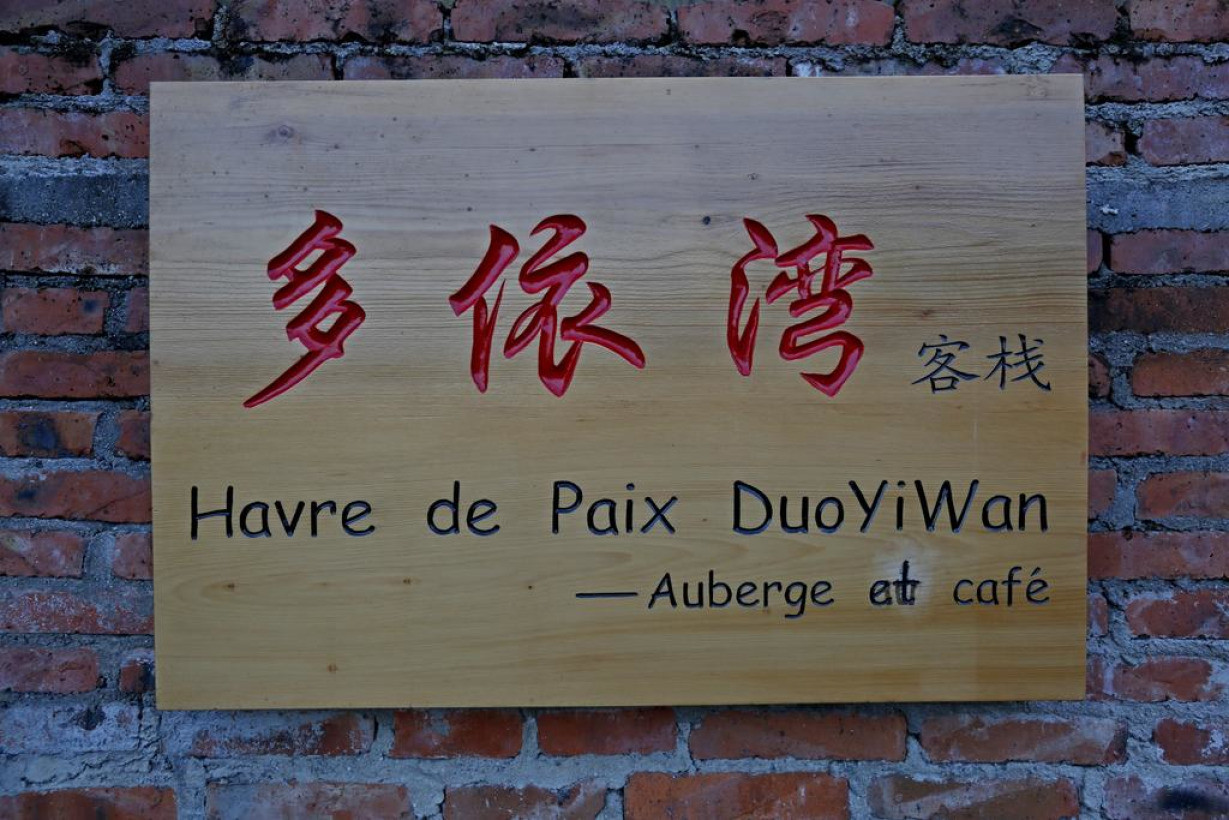 多依湾 客栈
Havre de Paix DuoYiWan
—Auberge et café